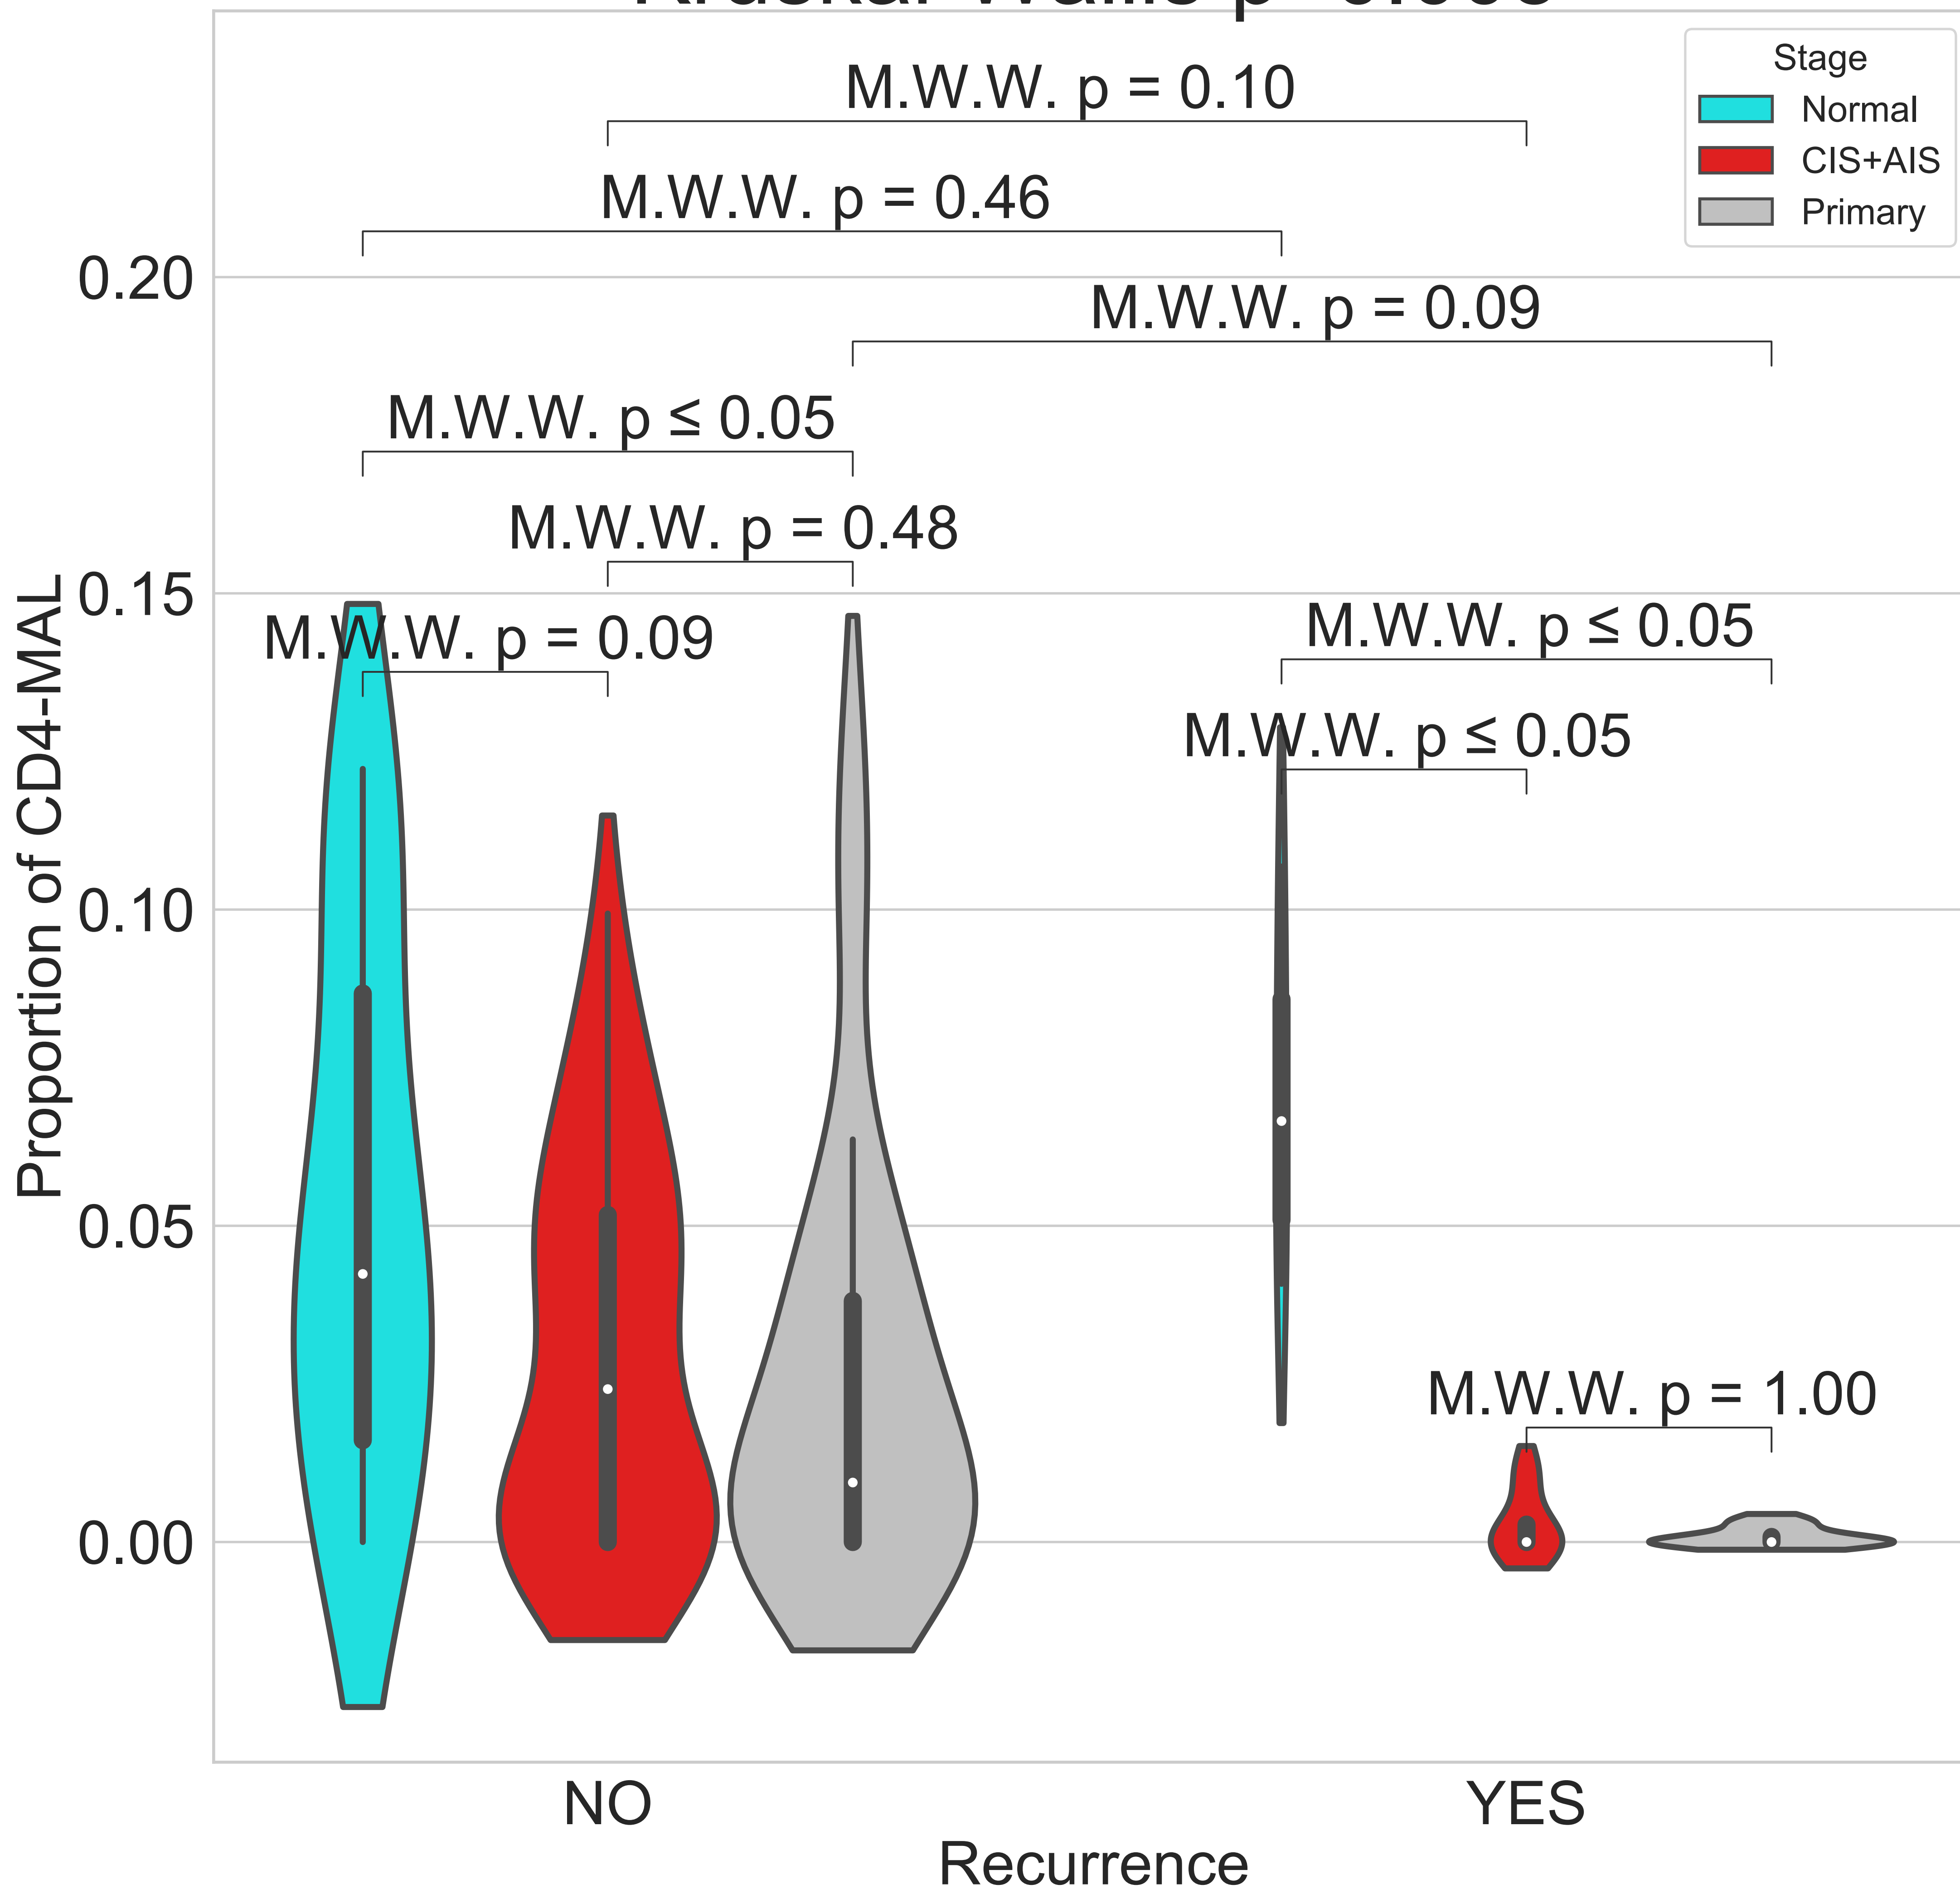 Stage
Normal
CIS+AIS
Primary
M.W.W. p = 0.10
M.W.W. p = 0.46
M.W.W. p = 0.09
M.W.W. p ≤ 0.05
M.W.W. p = 0.48
M.W.W. p = 0.09
M.W.W. p ≤ 0.05
M.W.W. p ≤ 0.05
M.W.W. p = 1.00
Proportion of CD4-MAL
0.20
0.15
0.10
0.05
0.00
NO
YES
Recurrence